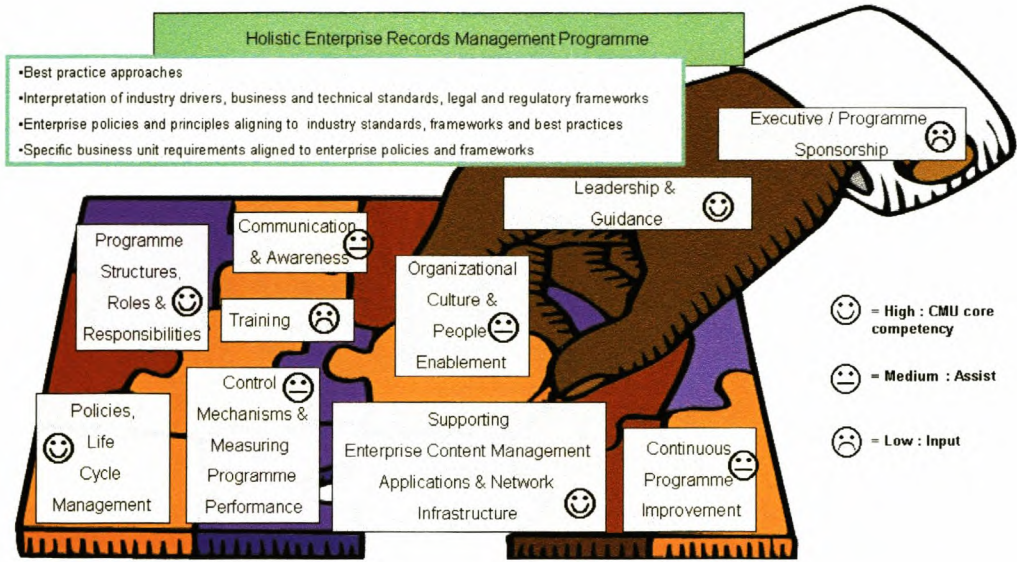 Holistic Enterprise Records Management Programme
•Best practice approaches
•Interpretation of industry drivers, business and technical standards, legal and regulatory frameworks
•Enterprise policies and principles aligning to industry standards, frameworks and best practices
•Specific business unit requirements aligned to enterprise policies and frameworks
Executive / Programme
Sponsorship
Leadership &
Guidance
Programme
Structures,
Roles &
Responsibilities
Communication
& Awareness
Training
Organizational
Culture &
People
Enablement
Policies,
Life
Cycle
Management
Control
Mechanisms &
Measuring
Programme
Performance
Supporting
Enterprise Content Management
Applications & Network
Infrastructure
Continuous
Programme
Improvement
= High : CMU core
competency
= Medium : Assist
= Low : Input